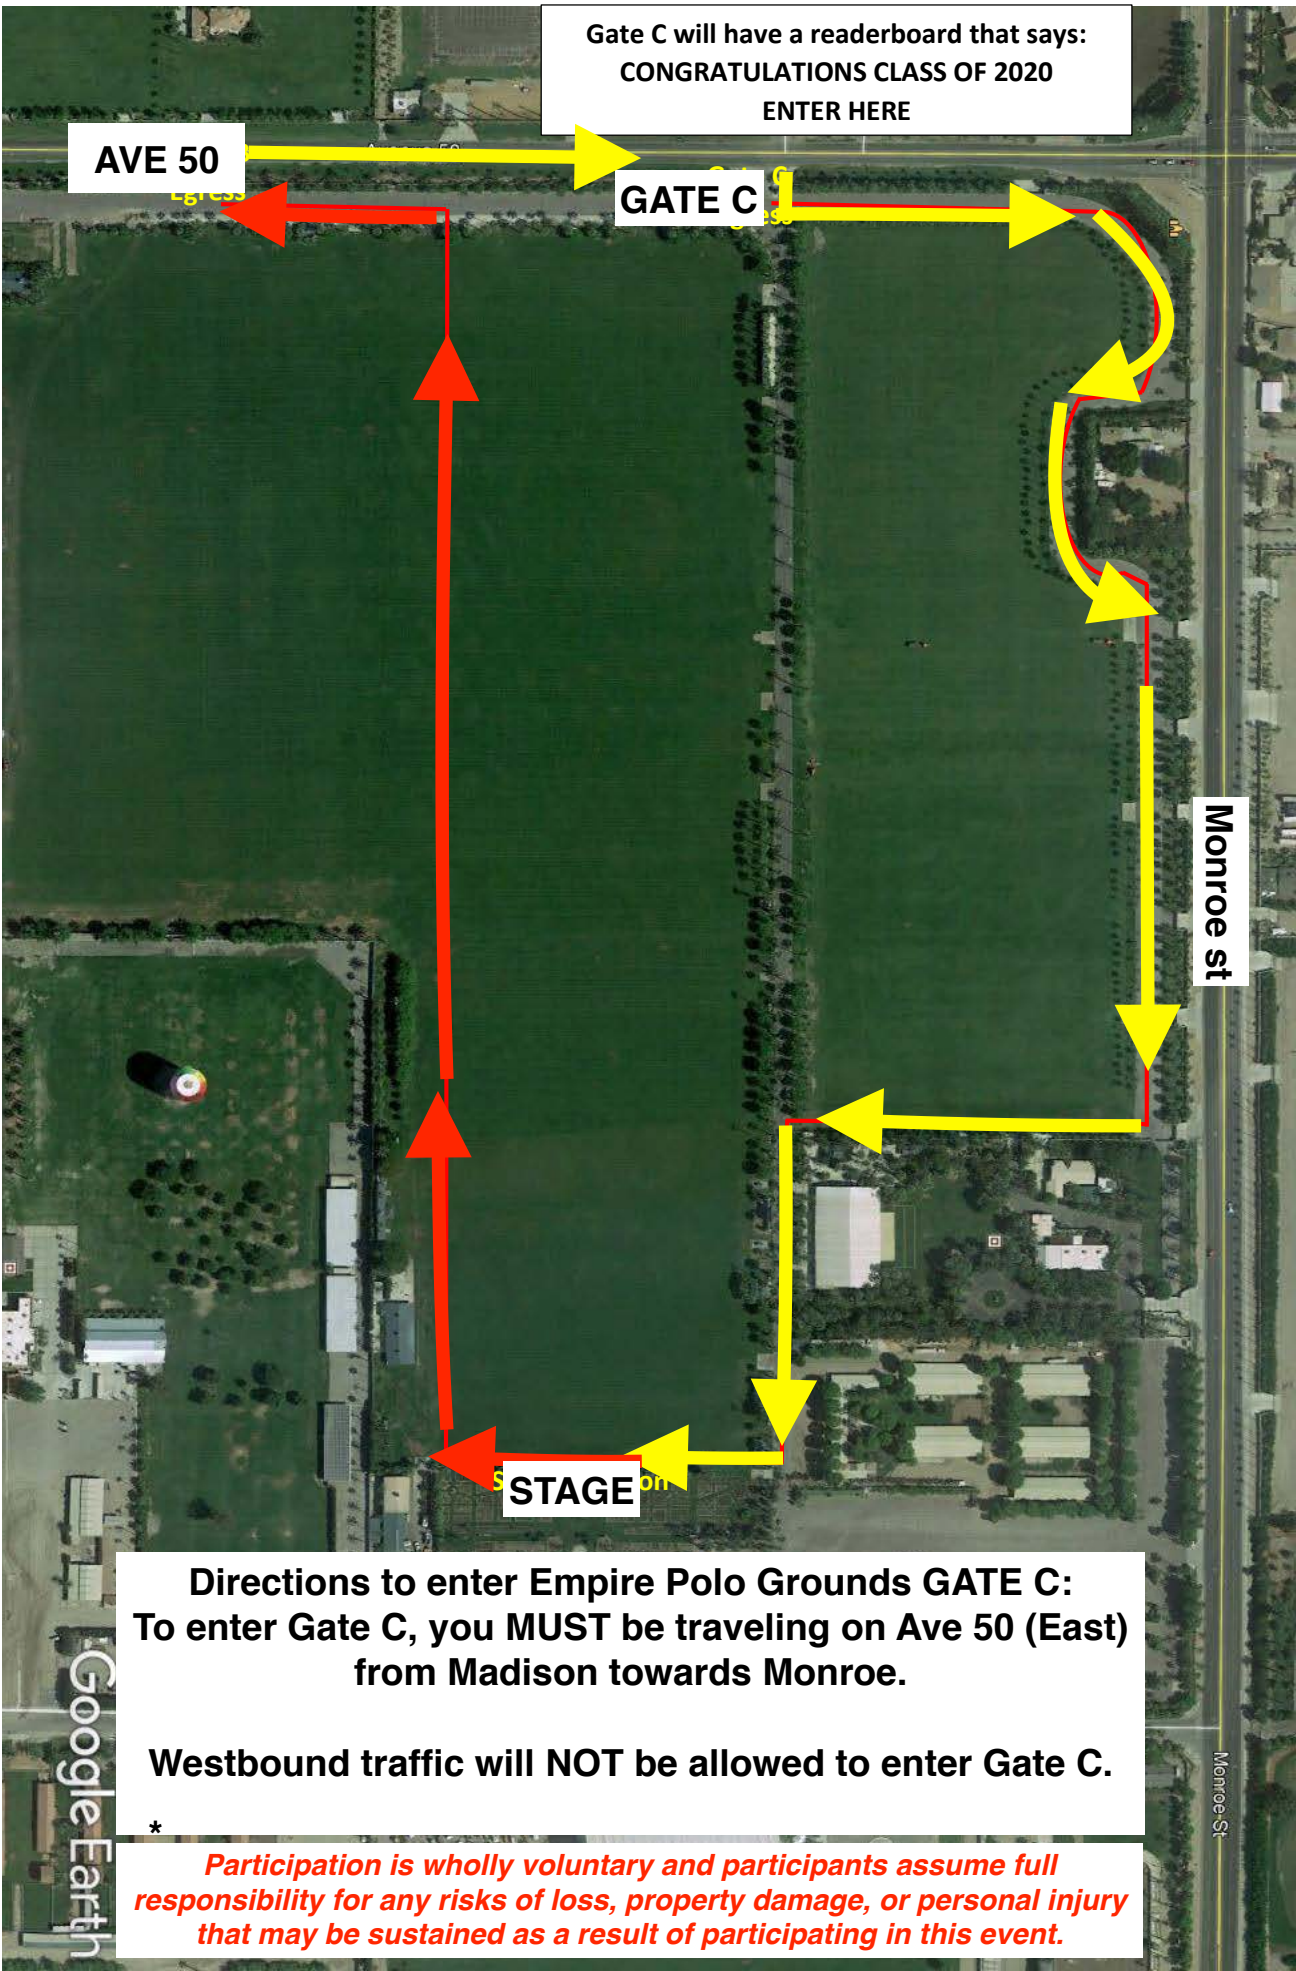 Gate C will have a readerboard that says:
CONGRATULATIONS CLASS OF 2020
ENTER HERE
AVE 50
Egress
GATE C
Monroe st
STAGE
Directions to enter Empire Polo Grounds GATE C:
To enter Gate C, you MUST be traveling on Ave 50 (East)
from Madison towards Monroe.
Westbound traffic will NOT be allowed to enter Gate C.
*
Participation is wholly voluntary and participants assume full
responsibility for any risks of loss, property damage, or personal injury
that may be sustained as a result of participating in this event.
Google Earth
Monroe St